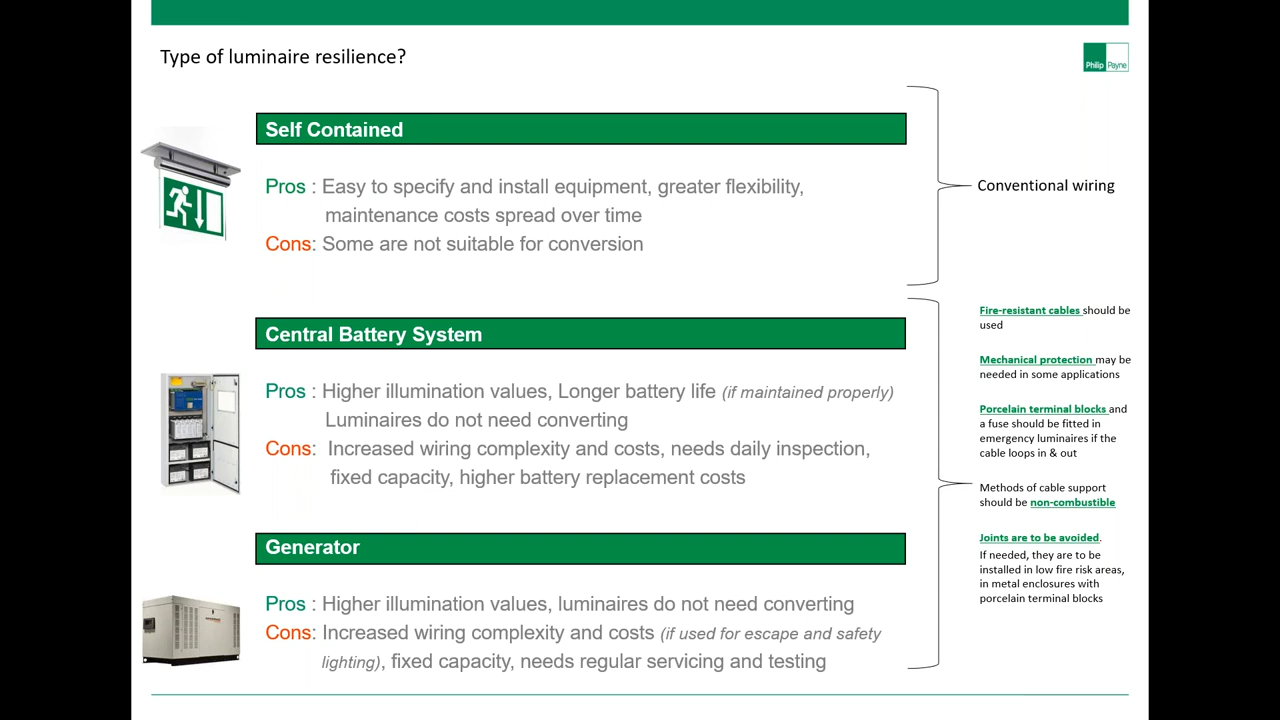 Type of luminaire resilience?
Philip Payne
Self Contained
Pros : Easy to specify and install equipment, greater flexibility,
maintenance costs spread over time
Cons: Some are not suitable for conversion
Conventional wiring
Central Battery System
Pros : Higher illumination values, Longer battery life (if maintained properly)
Luminaires do not need converting
Cons: Increased wiring complexity and costs, needs daily inspection,
fixed capacity, higher battery replacement costs
Generator
Pros : Higher illumination values, luminaires do not need converting
Cons: Increased wiring complexity and costs (if used for escape and safety
lighting), fixed capacity, needs regular servicing and testing
Fire-resistant cables should be
used
Mechanical protection may be
needed in some applications
Porcelain terminal blocks and
a fuse should be fitted in
emergency luminaires if the
cable loops in & out
Methods of cable support
should be non-combustible
Joints are to be avoided.
If needed, they are to be
installed in low fire risk areas,
in metal enclosures with
porcelain terminal blocks